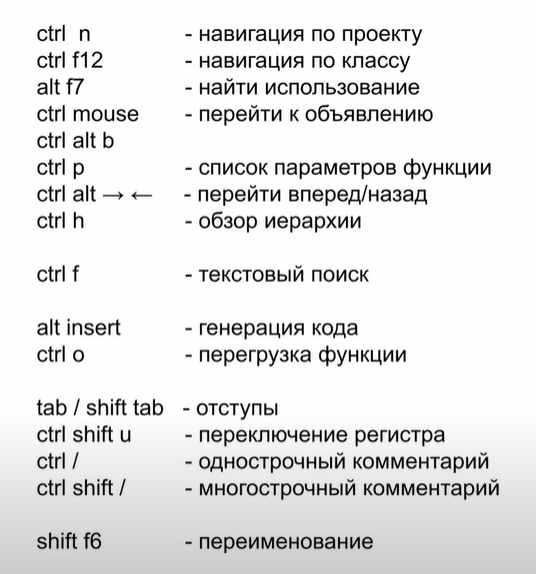 ctrl n - навигация по проекту
ctrl f12 - навигация по классу
alt f7 - найти использование
ctrl mouse - перейти к объявлению
ctrl alt b
ctrl p - список параметров функции
ctrl alt → ← - перейти вперед/назад
ctrl h - обзор иерархии
ctrl f - текстовый поиск
alt insert - генерация кода
ctrl o - перегрузка функции
tab / shift tab - отступы
ctrl shift u - переключение регистра
ctrl / - однострочный комментарий
ctrl shift / - многострочный комментарий
shift f6 - переименование